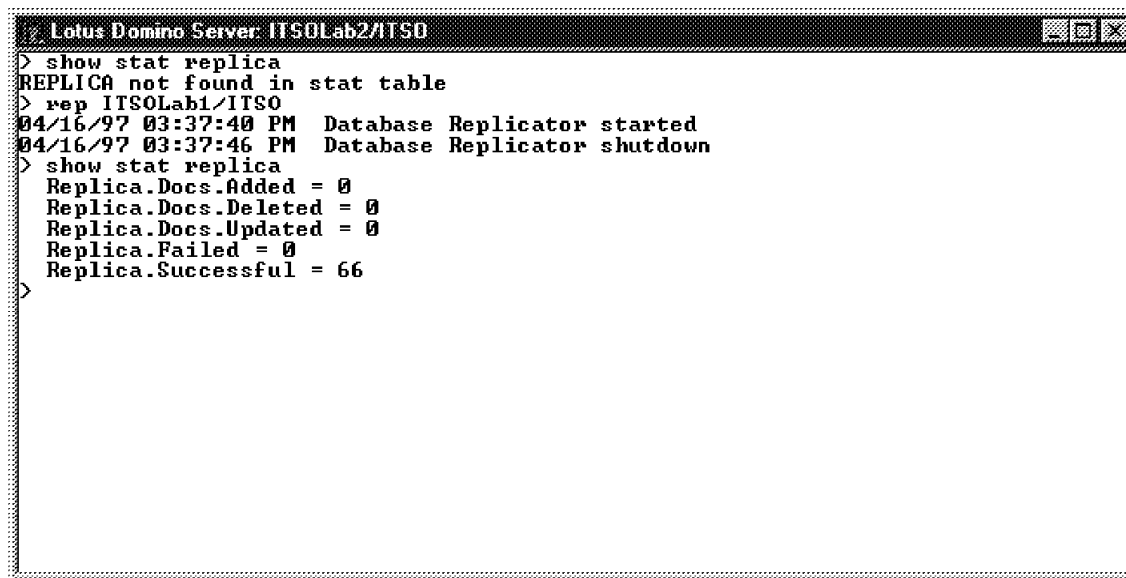 Lotus Domino Server: ITSOLab2/ITSO
> show stat replica
REPLICA not found in stat table
> rep ITSOLab1/ITSO
04/16/97 03:37:40 PM  Database Replicator started
04/16/97 03:37:46 PM  Database Replicator shutdown
> show stat replica
  Replica.Docs.Added = 0
  Replica.Docs.Deleted = 0
  Replica.Docs.Updated = 0
  Replica.Failed = 0
  Replica.Successful = 66
>